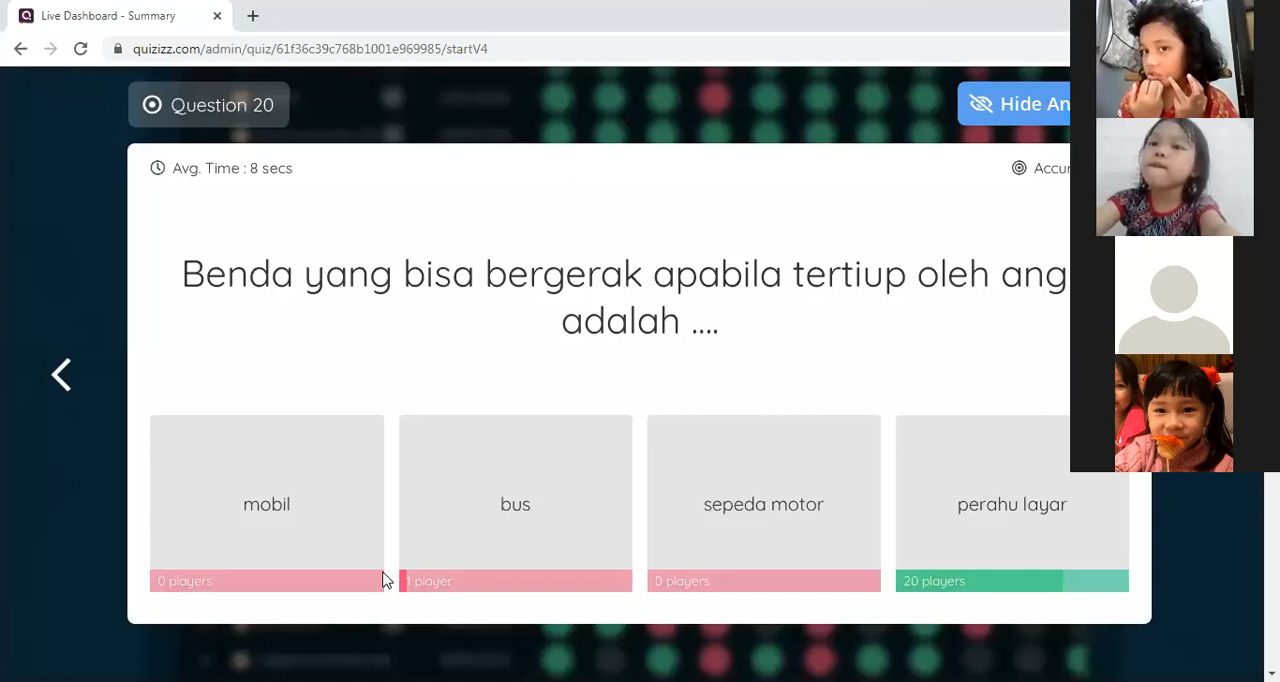 Live Dashboard - Summary
quizizz.com/admin/quiz/61f36c39c768b1001e969985/startV4
Question 20
Hide An
Avg. Time : 8 secs
Accur
Benda yang bisa bergerak apabila tertiup oleh ang
adalah ....
mobil
bus
sepeda motor
perahu layar
0 players
1 player
0 players
20 players